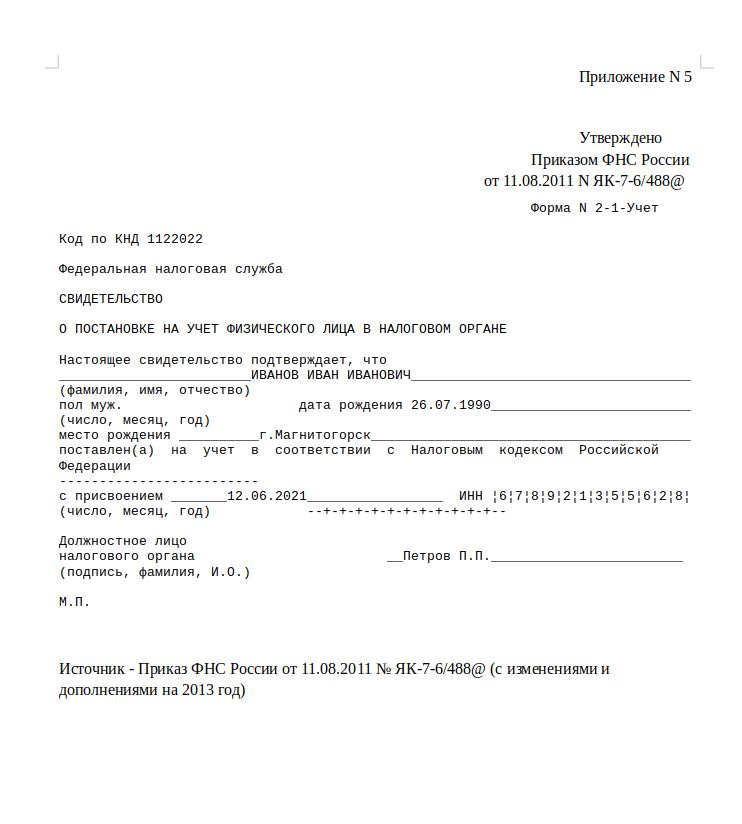 Приложение N 5
Утверждено
Приказом ФНС России
от 11.08.2011 N ЯК-7-6/488@
Форма N 2-1-Учет
Код по КНД 1122022
Федеральная налоговая служба
СВИДЕТЕЛЬСТВО
О ПОСТАНОВКЕ НА УЧЕТ ФИЗИЧЕСКОГО ЛИЦА В НАЛОГОВОМ ОРГАНЕ
Настоящее свидетельство подтверждает, что
________________________ИВАНОВ ИВАН ИВАНОВИЧ___________________________________
(фамилия, имя, отчество)
пол муж. дата рождения 26.07.1990_________________________
(число, месяц, год)
место рождения __________г.Магнитогорск________________________________________
поставлен(а) на учет в соответствии с Налоговым кодексом Российской
Федерации
-------------------------
с присвоением _______12.06.2021_________________ ИНН ¦6¦7¦8¦9¦2¦1¦3¦5¦5¦6¦2¦8¦
(число, месяц, год) --+-+-+-+-+-+-+-+-+-+-+--
Должностное лицо
налогового органа __Петров П.П.________________________
(подпись, фамилия, И.О.)
М.П.
Источник - Приказ ФНС России от 11.08.2011 № ЯК-7-6/488@ (с изменениями и
дополнениями на 2013 год)